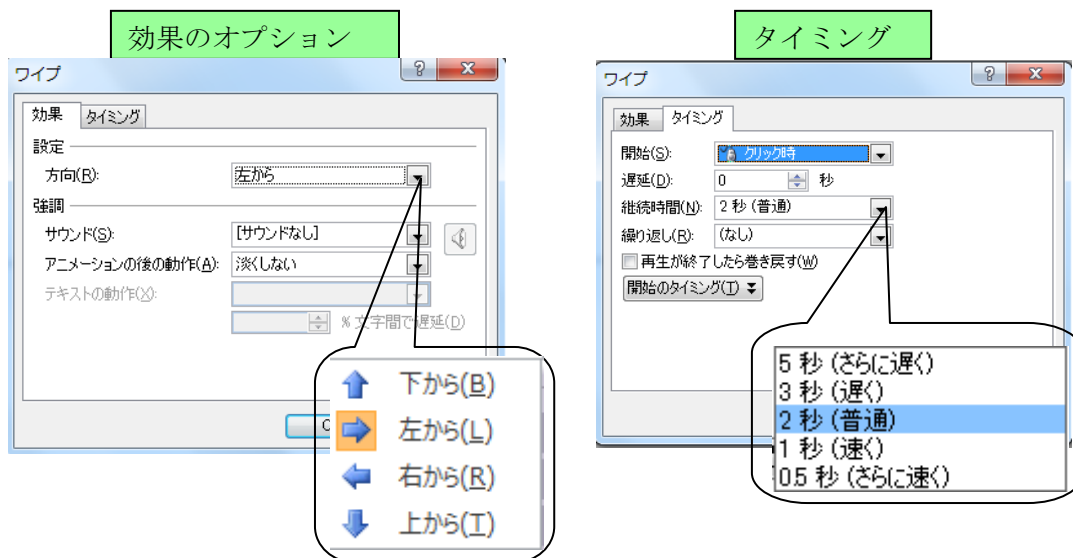 効果のオプション
ワイプ
効果 タイミング
設定
方向(R): 左から
強調
サウンド(S): [サウンドなし]
アニメーションの後の動作(A): 淡くしない
テキストの動作(X):
% 文字間で遅延(D)
下から(B)
左から(L)
右から(R)
上から(T)
タイミング
ワイプ
効果 タイミング
開始(S): クリック時
遅延(D): 0 秒
継続時間(N): 2 秒 (普通)
繰り返し(R): (なし)
再生が終了したら巻き戻す(W)
開始のタイミング(T)
5 秒 (さらに遅く)
3 秒 (遅く)
2 秒 (普通)
1 秒 (速く)
0.5 秒 (さらに速く)